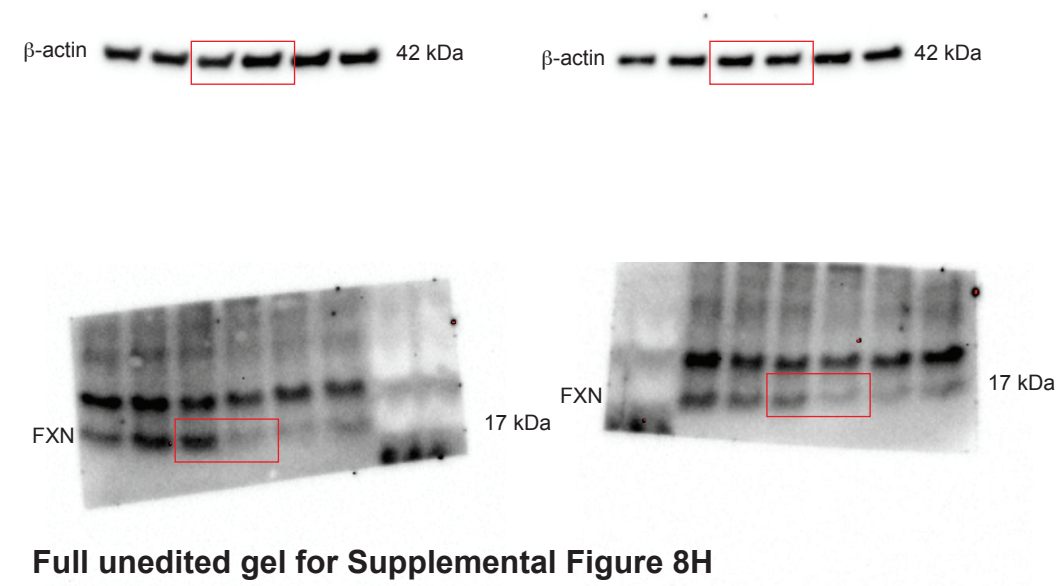 β-actin 42 kDa
β-actin 42 kDa
FXN 17 kDa
FXN 17 kDa
Full unedited gel for Supplemental Figure 8H